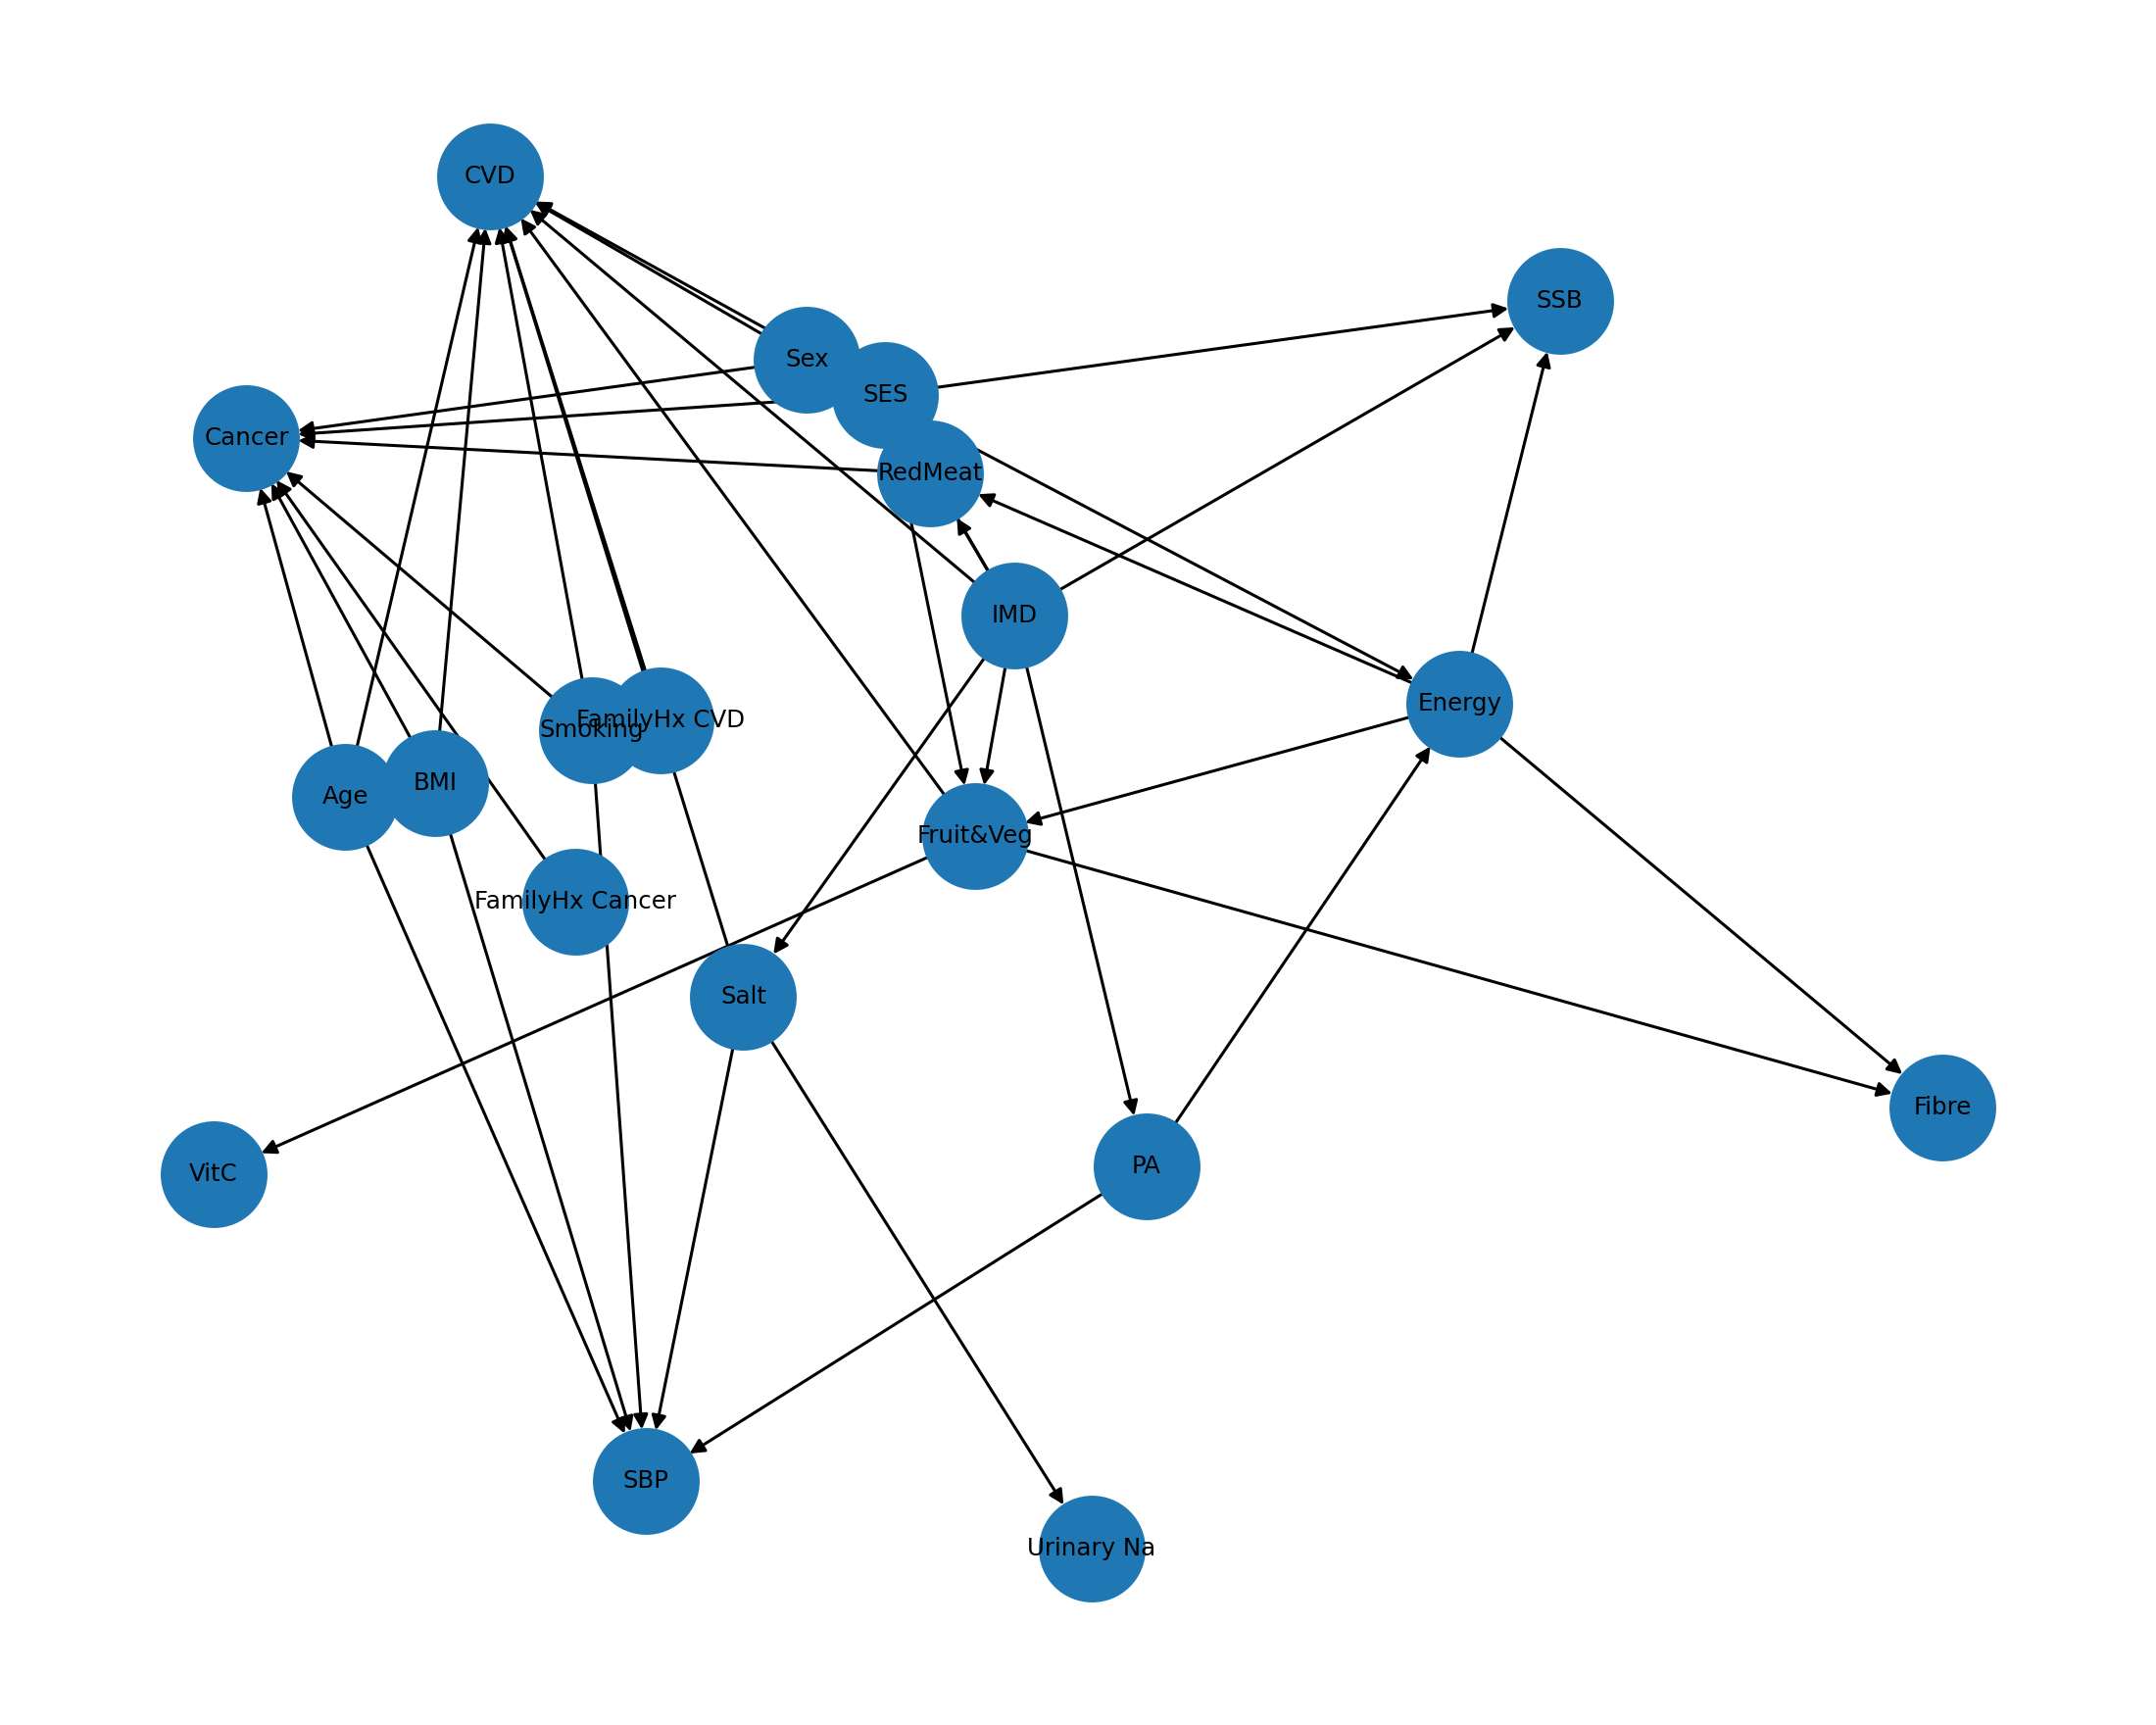 CVD
SSB
Sex
SES
Cancer
RedMeat
IMD
Energy
FamilyHx CVD
Smoking
BMI
Age
Fruit&Veg
FamilyHx Cancer
Salt
Fibre
PA
VitC
SBP
Urinary Na